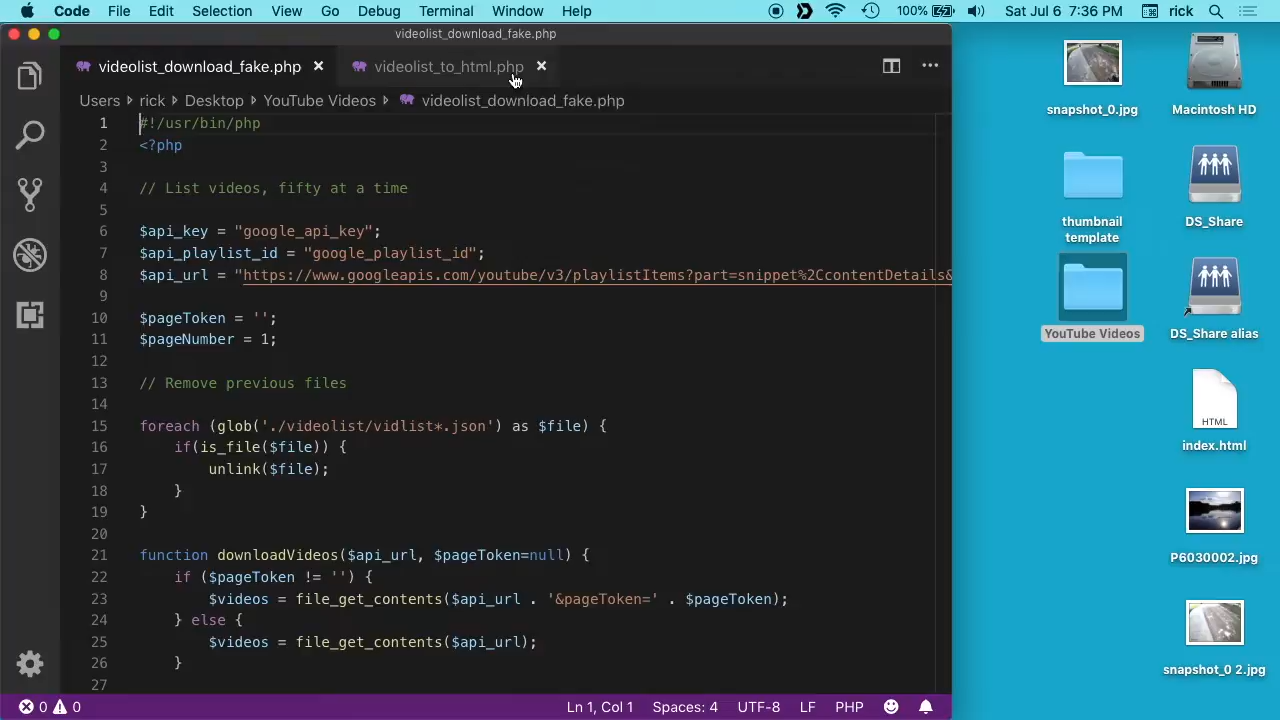 Code File Edit Selection View Go Debug Terminal Window Help 100% Sat Jul 6 7:36 PM rick
videolist_download_fake.php
videolist_download_fake.php videolist_to_html.php
Users rick Desktop YouTube Videos videolist_download_fake.php
1 #!/usr/bin/php
2 <?php
3
4 // List videos, fifty at a time
5
6 $api_key = "google_api_key";
7 $api_playlist_id = "google_playlist_id";
8 $api_url = "https://www.googleapis.com/youtube/v3/playlistItems?part=snippet%2CcontentDetails&
9
10 $pageToken = '';
11 $pageNumber = 1;
12
13 // Remove previous files
14
15 foreach (glob('./videolist/vidlist*.json') as $file) {
16 if(is_file($file)) {
17 unlink($file);
18 }
19 }
20
21 function downloadVideos($api_url, $pageToken=null) {
22 if ($pageToken != '') {
23 $videos = file_get_contents($api_url . '&pageToken=' . $pageToken);
24 } else {
25 $videos = file_get_contents($api_url);
26 }
27
0 0 Ln 1, Col 1 Spaces: 4 UTF-8 LF PHP
snapshot_0.jpg
Macintosh HD
thumbnail
template
DS_Share
YouTube Videos
DS_Share alias
HTML
index.html
P6030002.jpg
snapshot_0 2.jpg